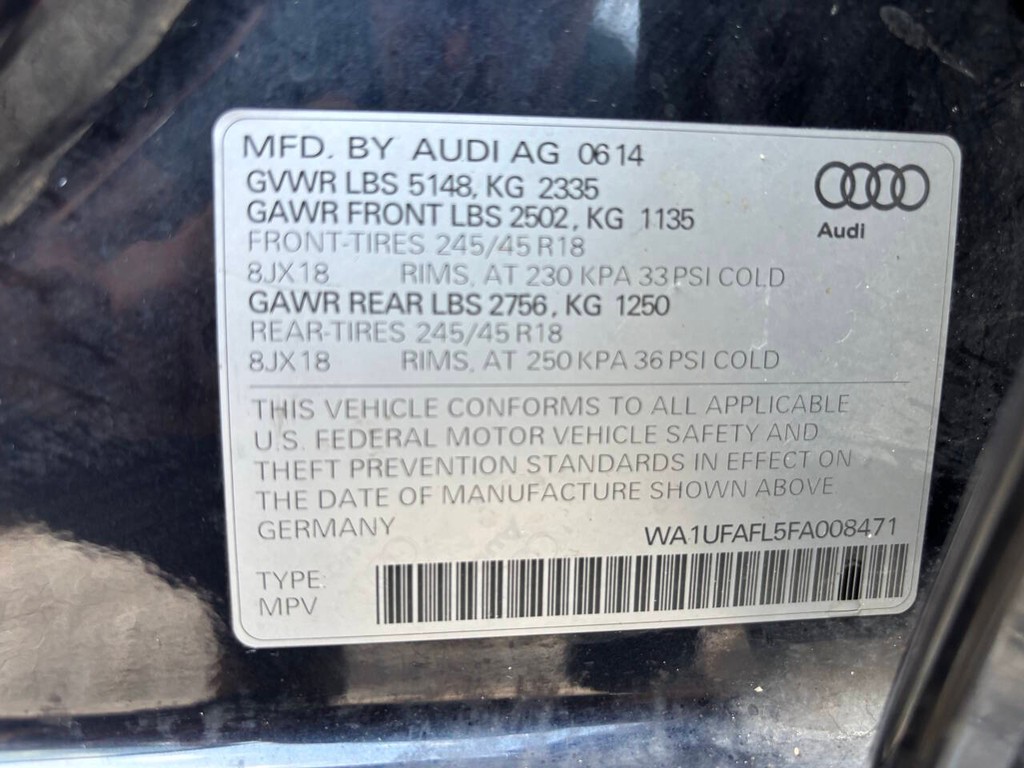 MFD. BY AUDI AG 0614
GVWR LBS 5148, KG 2335
GAWR FRONT LBS 2502, KG 1135
FRONT-TIRES 245/45 R18
8JX18 RIMS, AT 230 KPA 33 PSI COLD
GAWR REAR LBS 2756, KG 1250
REAR-TIRES 245/45 R18
8JX18 RIMS, AT 250 KPA 36 PSI COLD
Audi
THIS VEHICLE CONFORMS TO ALL APPLICABLE
U.S. FEDERAL MOTOR VEHICLE SAFETY AND
THEFT PREVENTION STANDARDS IN EFFECT ON
THE DATE OF MANUFACTURE SHOWN ABOVE
GERMANY WA1UFAFL5FA008471
TYPE:
MPV